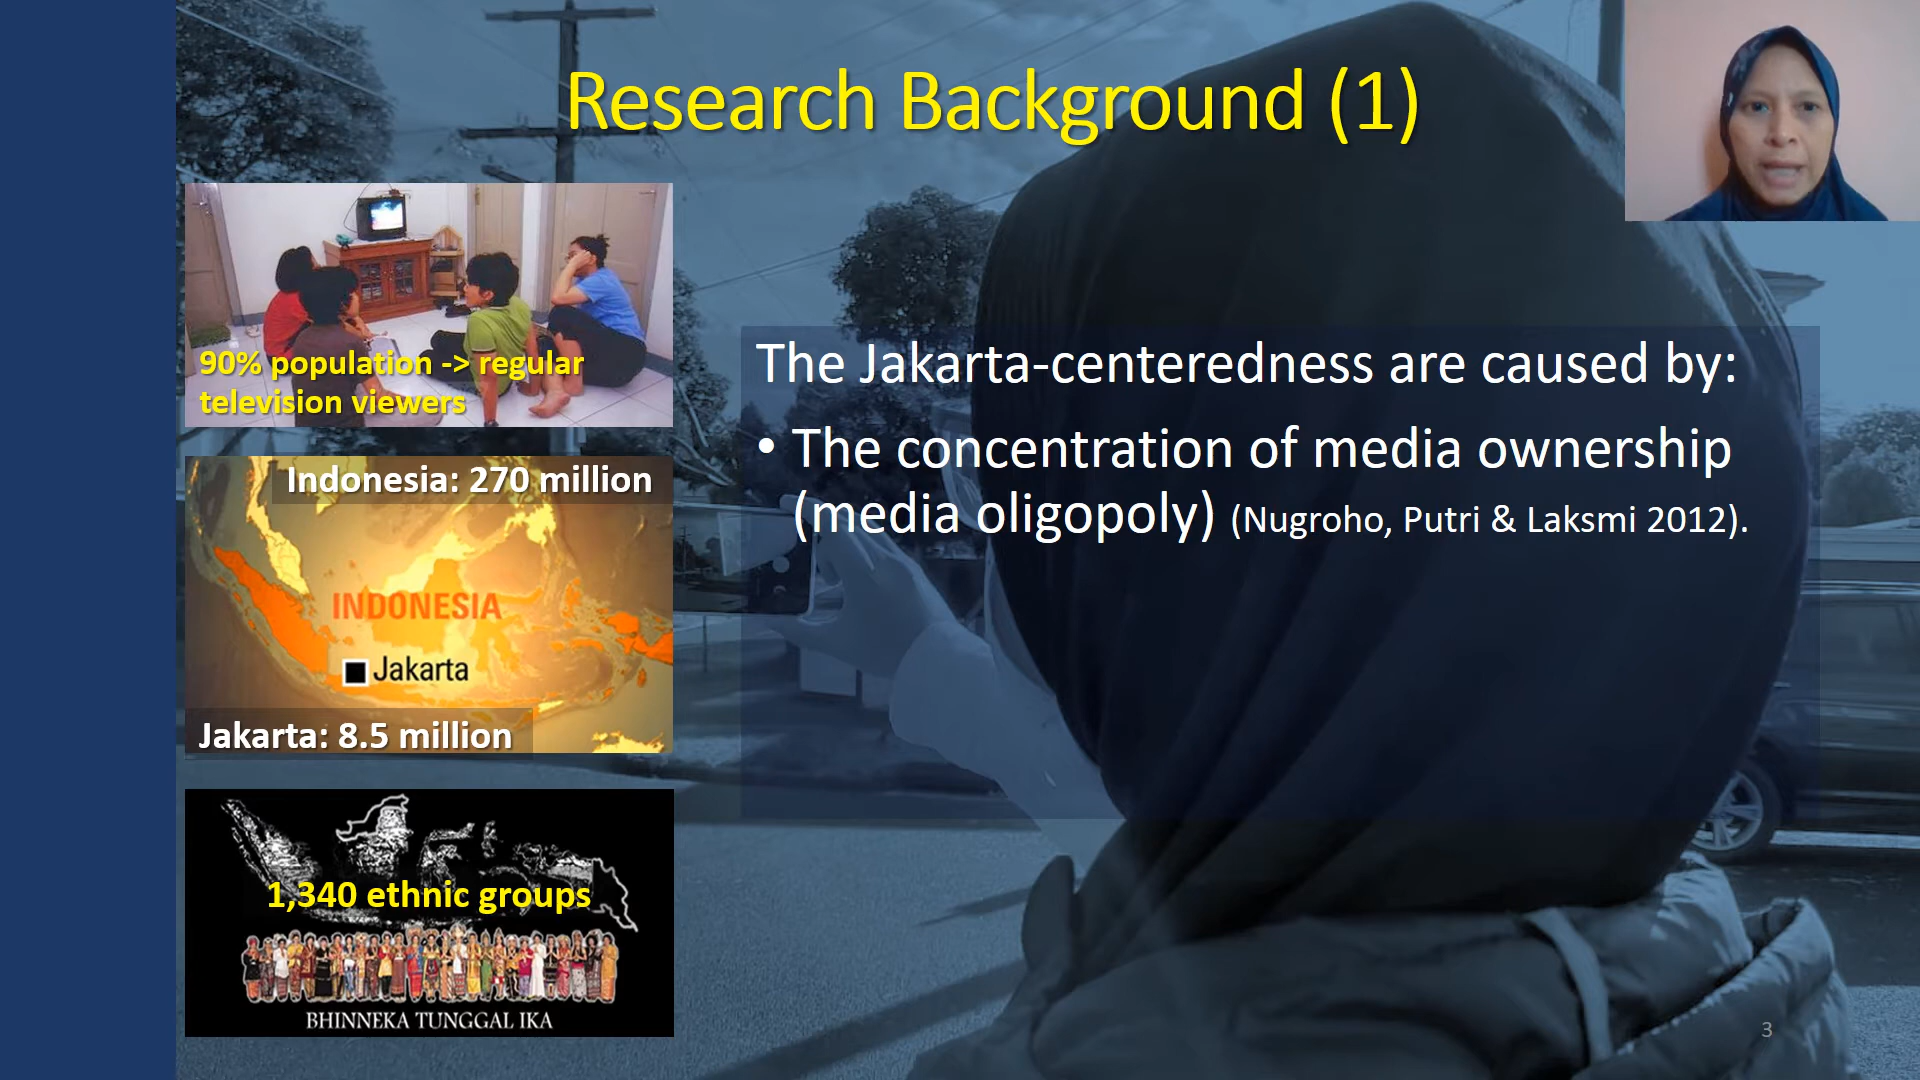 Research Background (1)
90% population -> regular
television viewers
Indonesia: 270 million
INDONESIA
Jakarta
Jakarta: 8.5 million
1,340 ethnic groups
BHINNEKA TUNGGAL IKA
The Jakarta-centeredness are caused by:
• The concentration of media ownership
(media oligopoly) (Nugroho, Putri & Laksmi 2012).
3